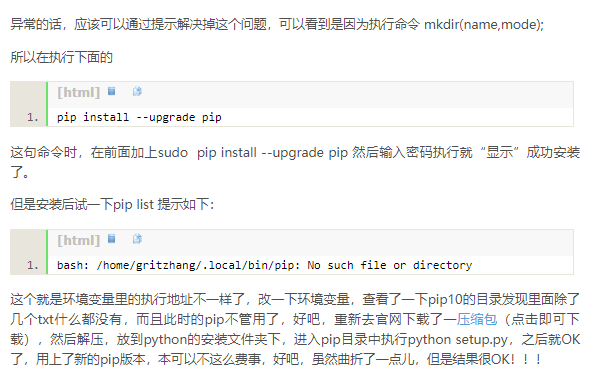 异常的话，应该可以通过提示解决掉这个问题，可以看到是因为执行命令 mkdir(name,mode);
所以在执行下面的
[html]
1. pip install --upgrade pip
这句命令时，在前面加上sudo  pip install --upgrade pip 然后输入密码执行就“显示”成功安装
了。
但是安装后试一下pip list 提示如下：
[html]
1. bash: /home/gritzhang/.local/bin/pip: No such file or directory
这个就是环境变量里的执行地址不一样了，改一下环境变量，查看了一下pip10的目录发现里面除了
几个txt什么都没有，而且此时的pip不管用了，好吧，重新去官网下载了一压缩包（点击即可下
载），然后解压，放到python的安装文件夹下，进入pip目录中执行python setup.py，之后就OK
了，用上了新的pip版本，本可以不这么费事，好吧，虽然曲折了一点儿，但是结果很OK！！！